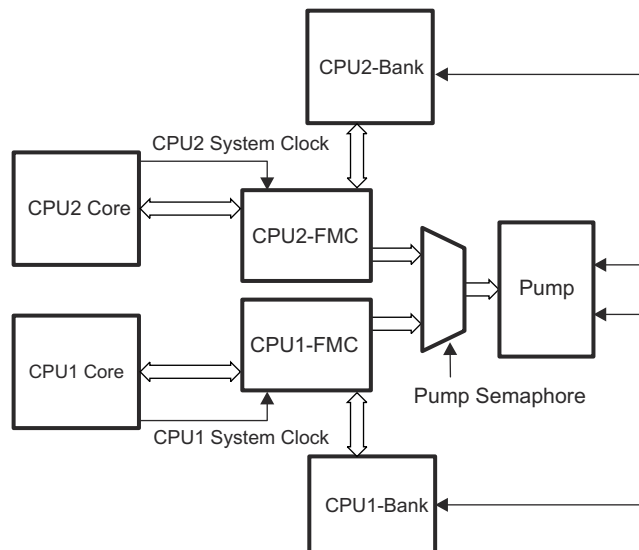 CPU2-Bank
CPU2 System Clock
CPU2 Core
CPU2-FMC
Pump
CPU1-FMC
CPU1 Core
Pump Semaphore
CPU1 System Clock
CPU1-Bank